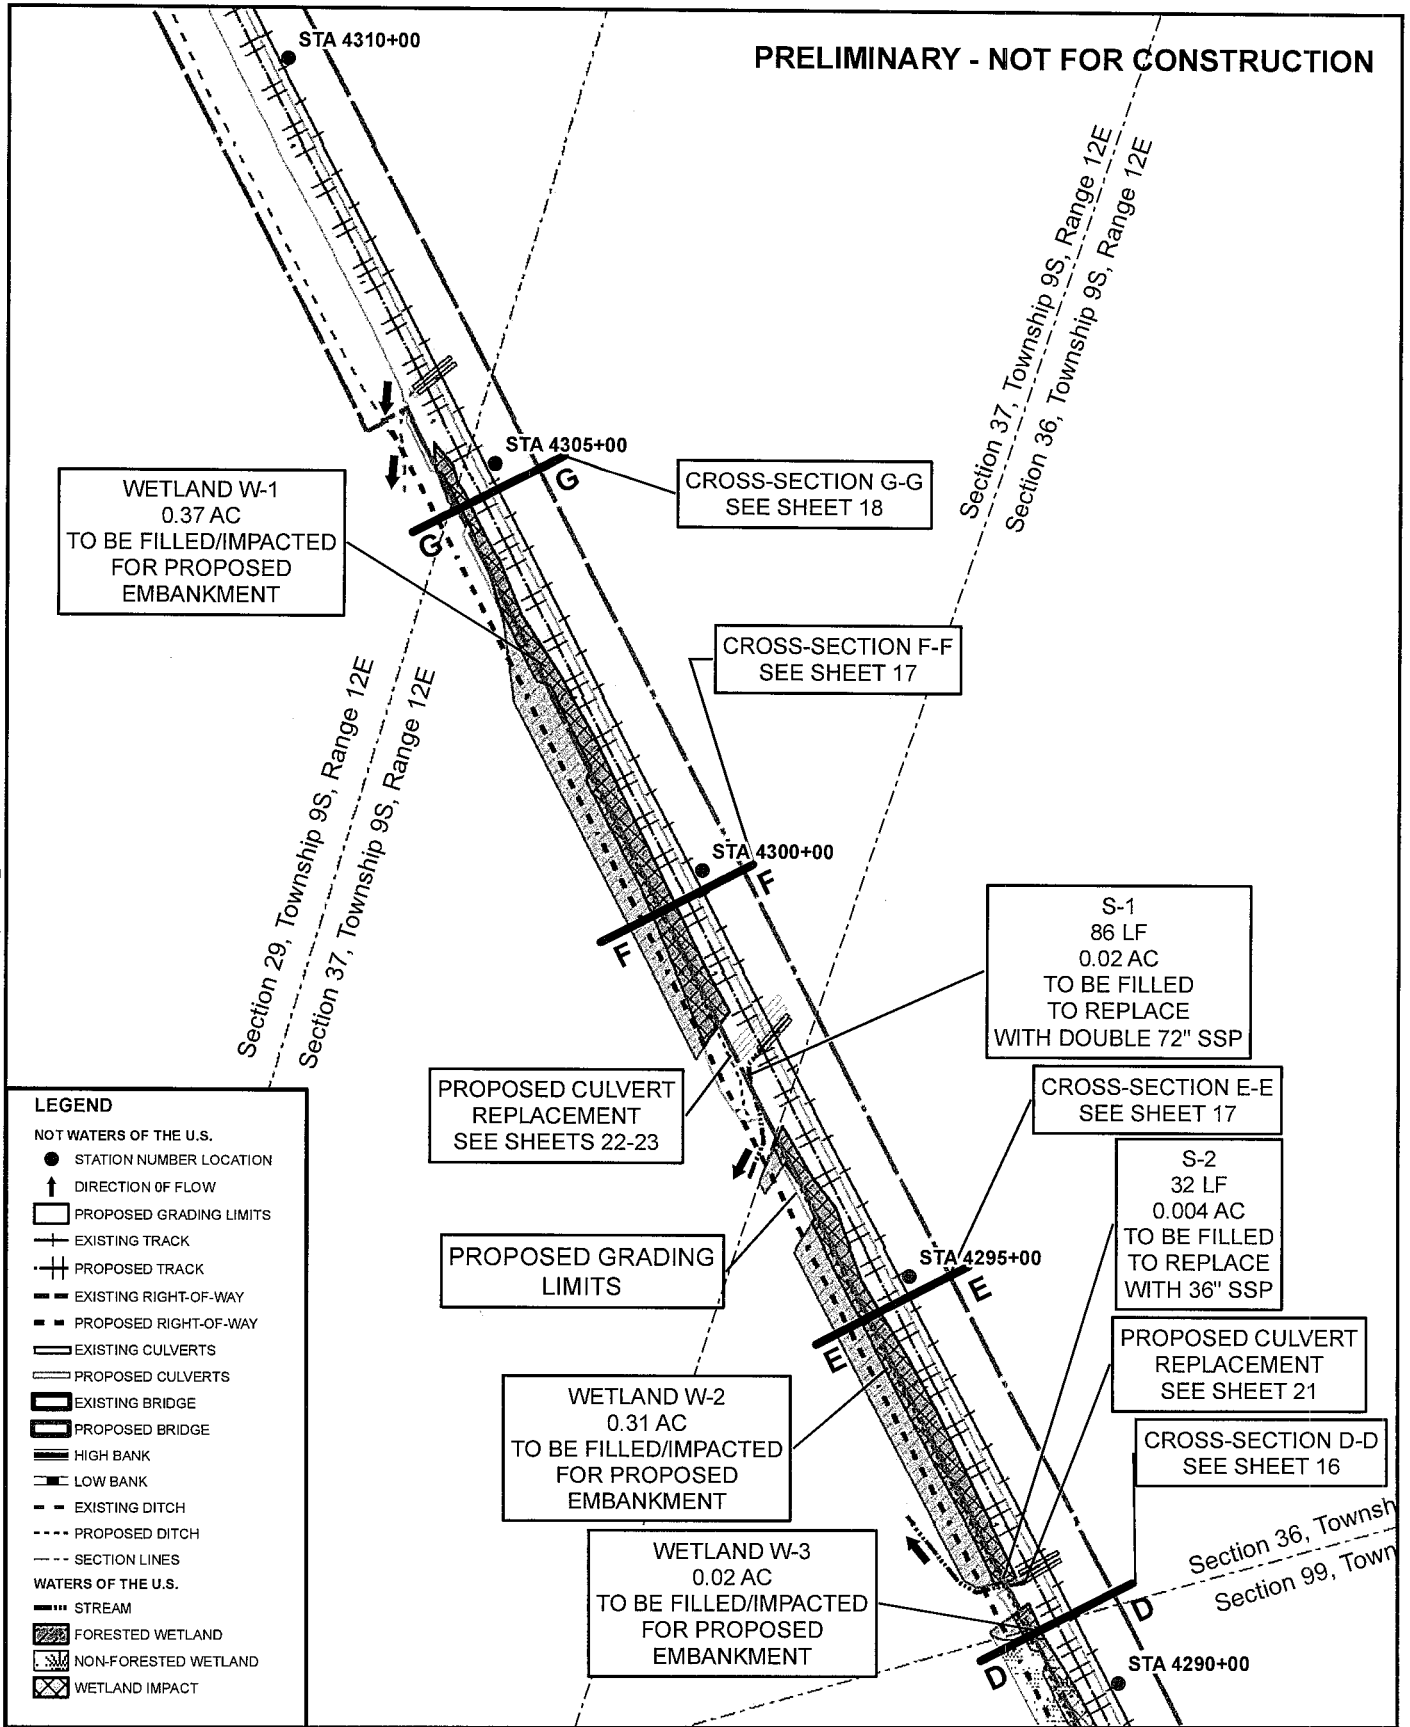 STA 4310+00
PRELIMINARY - NOT FOR CONSTRUCTION
Section 37, Township 9S, Range 12E
Section 36, Township 9S, Range 12E
STA 4305+00
G
G
CROSS-SECTION G-G
SEE SHEET 18
WETLAND W-1
0.37 AC
TO BE FILLED/IMPACTED
FOR PROPOSED
EMBANKMENT
CROSS-SECTION F-F
SEE SHEET 17
Section 29, Township 9S, Range 12E
Section 37, Township 9S, Range 12E
STA 4300+00
F
F
S-1
86 LF
0.02 AC
TO BE FILLED
TO REPLACE
WITH DOUBLE 72" SSP
PROPOSED CULVERT
REPLACEMENT
SEE SHEETS 22-23
CROSS-SECTION E-E
SEE SHEET 17
S-2
32 LF
0.004 AC
TO BE FILLED
TO REPLACE
WITH 36" SSP
PROPOSED GRADING
LIMITS
STA 4295+00
E
E
PROPOSED CULVERT
REPLACEMENT
SEE SHEET 21
WETLAND W-2
0.31 AC
TO BE FILLED/IMPACTED
FOR PROPOSED
EMBANKMENT
CROSS-SECTION D-D
SEE SHEET 16
WETLAND W-3
0.02 AC
TO BE FILLED/IMPACTED
FOR PROPOSED
EMBANKMENT
Section 36, Townsh
Section 99, Town
D
D
STA 4290+00
LEGEND
NOT WATERS OF THE U.S.
STATION NUMBER LOCATION
DIRECTION OF FLOW
PROPOSED GRADING LIMITS
EXISTING TRACK
PROPOSED TRACK
EXISTING RIGHT-OF-WAY
PROPOSED RIGHT-OF-WAY
EXISTING CULVERTS
PROPOSED CULVERTS
EXISTING BRIDGE
PROPOSED BRIDGE
HIGH BANK
LOW BANK
EXISTING DITCH
PROPOSED DITCH
SECTION LINES
WATERS OF THE U.S.
STREAM
FORESTED WETLAND
NON-FORESTED WETLAND
WETLAND IMPACT